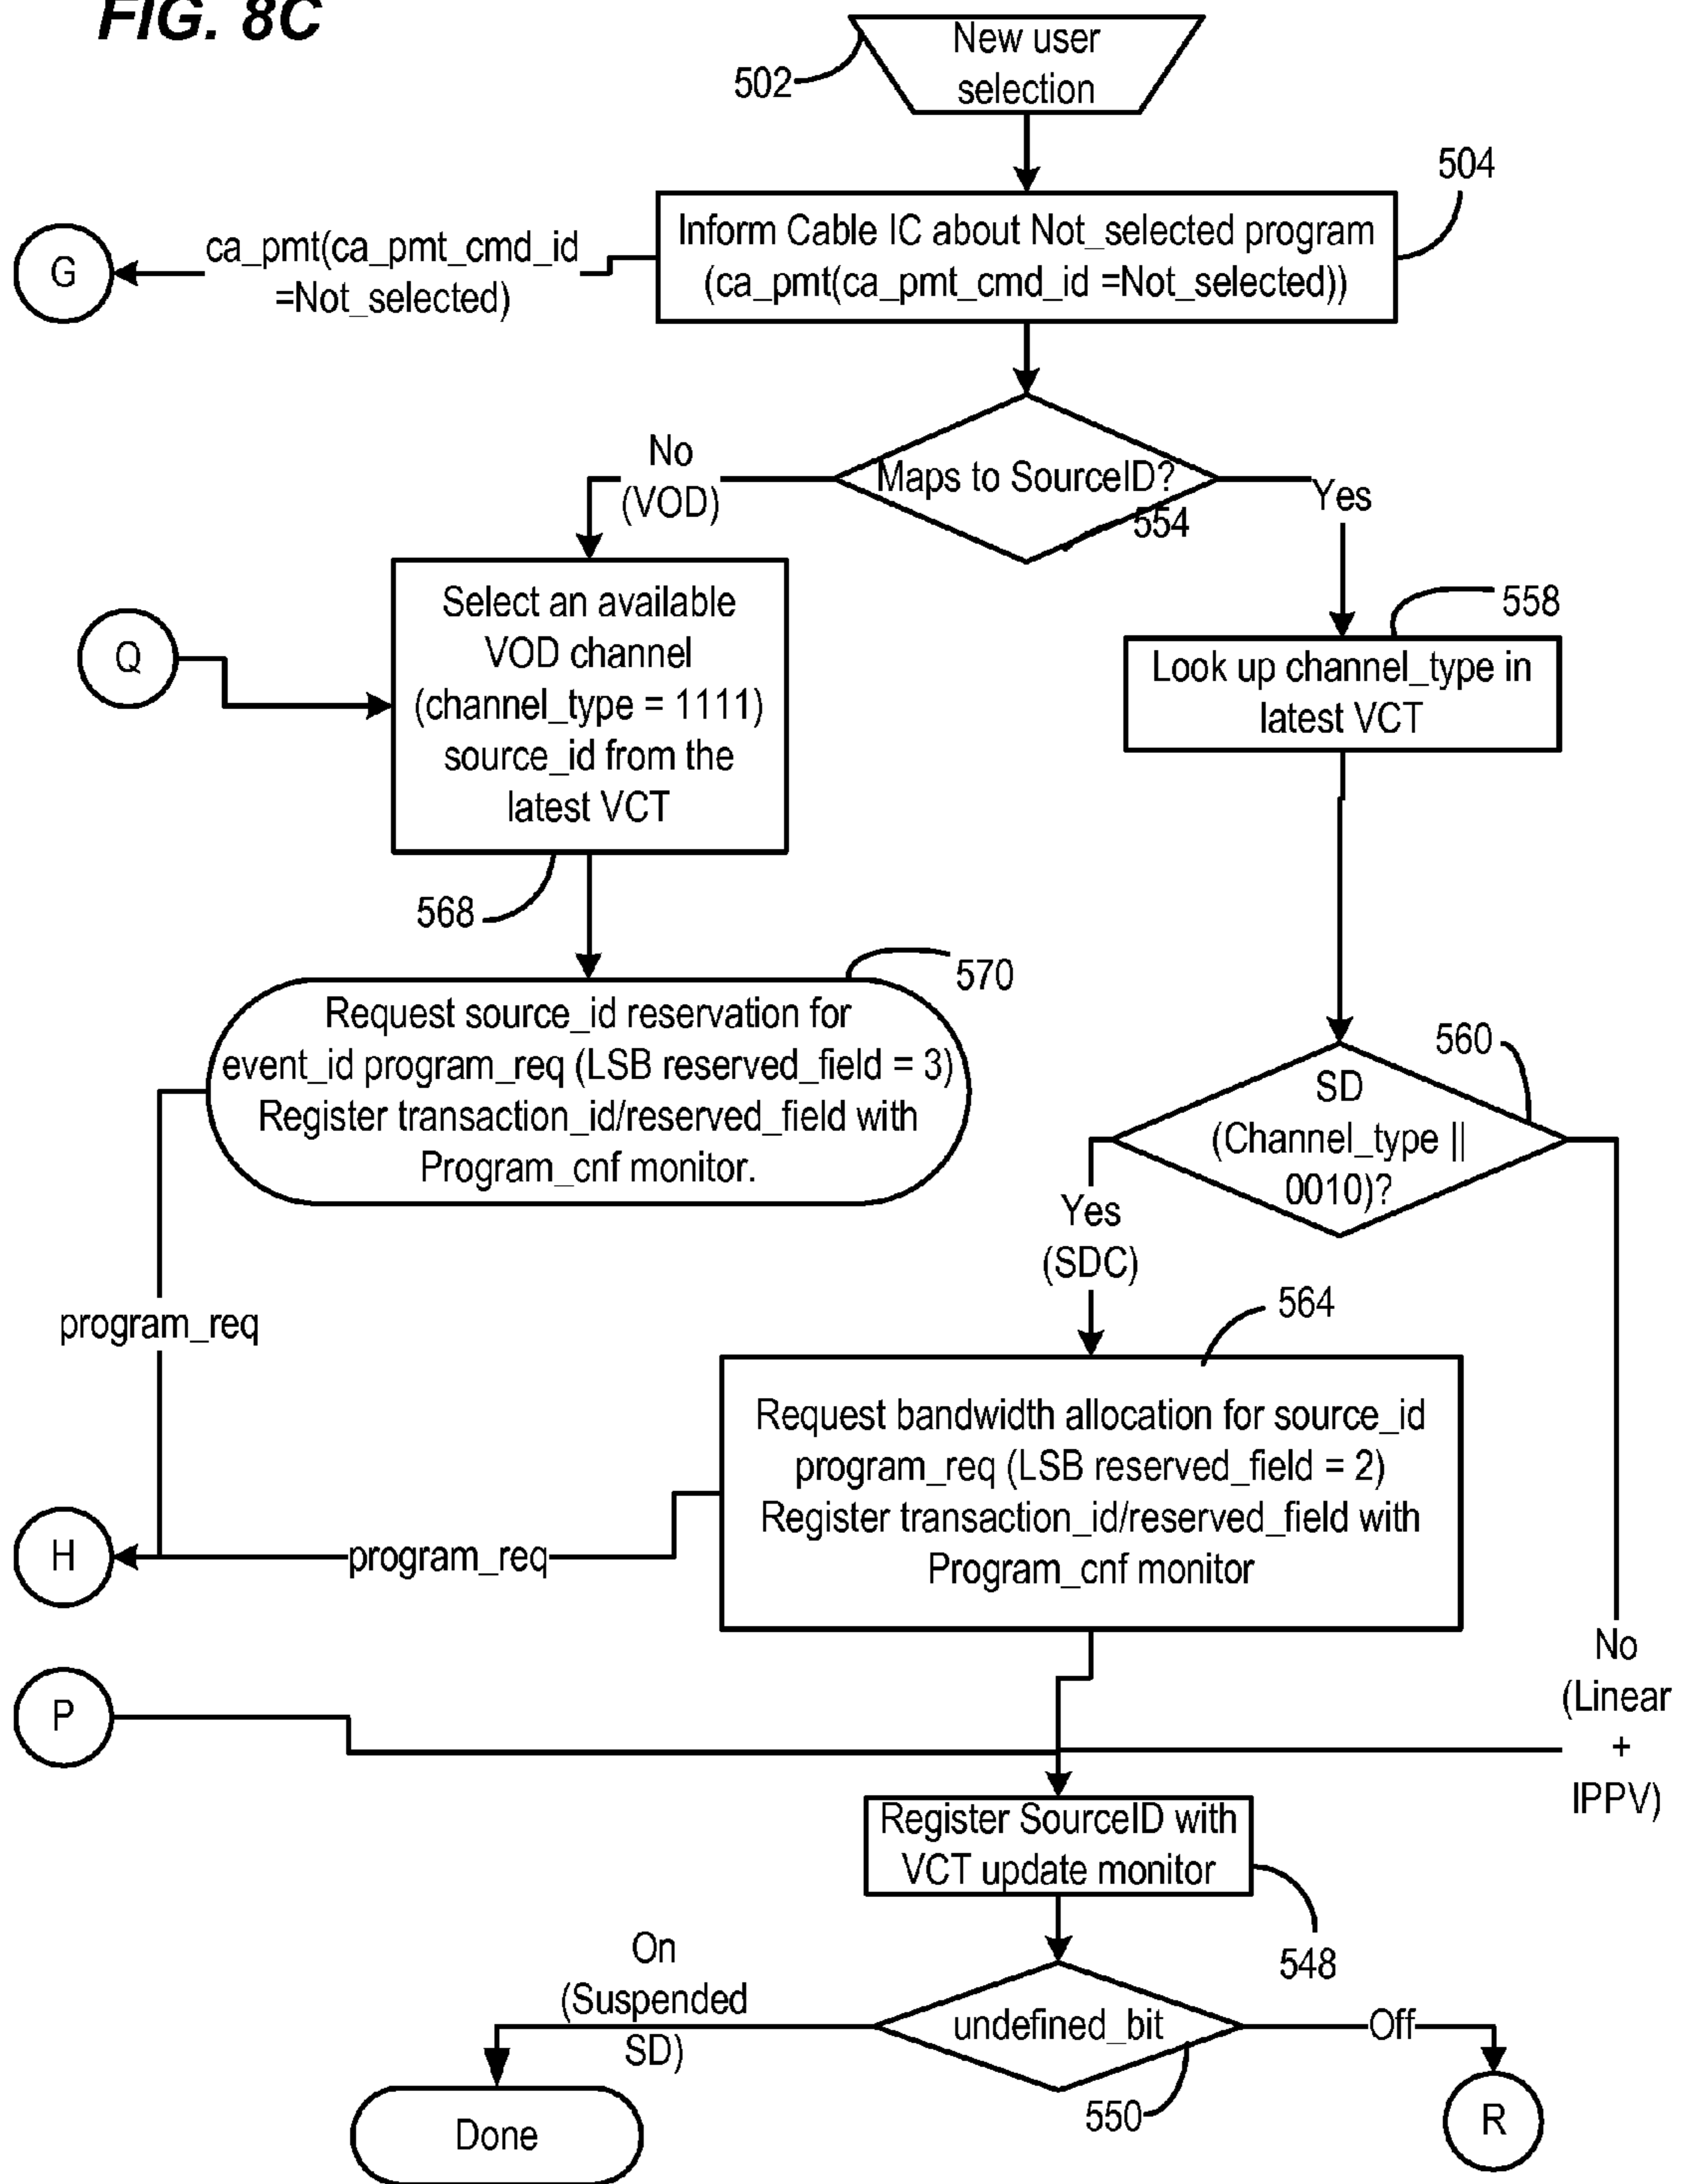 FIG. 8C
New user
selection
502
504
Inform Cable IC about Not_selected program
(ca_pmt(ca_pmt_cmd_id =Not_selected))
G
ca_pmt(ca_pmt_cmd_id
=Not_selected)
Maps to SourceID?
554
No
(VOD)
Yes
Select an available
VOD channel
(channel_type = 1111)
source_id from the
latest VCT
Q
558
Look up channel_type in
latest VCT
568
570
Request source_id reservation for
event_id program_req (LSB reserved_field = 3)
Register transaction_id/reserved_field with
Program_cnf monitor.
560
SD
(Channel_type ||
0010)?
Yes
(SDC)
program_req
564
Request bandwidth allocation for source_id
program_req (LSB reserved_field = 2)
Register transaction_id/reserved_field with
Program_cnf monitor
H
program_req
No
(Linear
+
IPPV)
P
Register SourceID with
VCT update monitor
548
On
(Suspended
SD)
undefined_bit
Off
550
Done
R